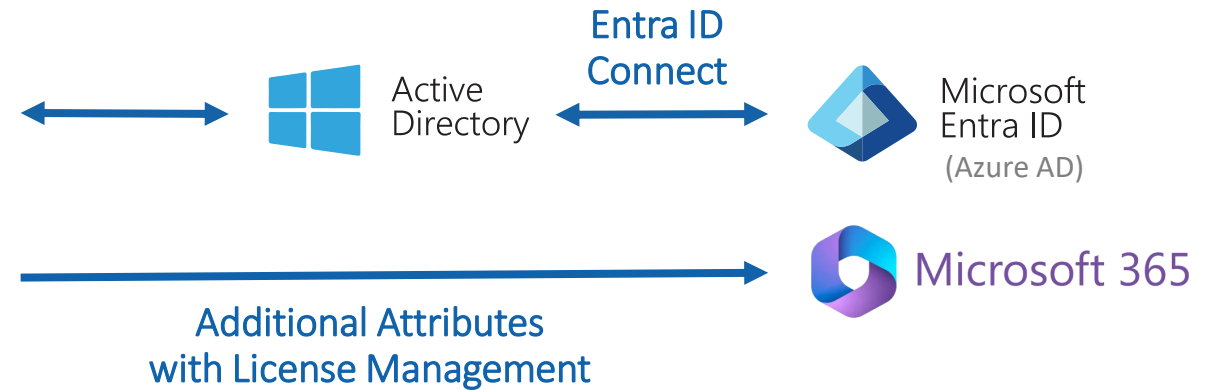 Entra ID
Connect
Active
Directory
Microsoft
Entra ID
(Azure AD)
Microsoft 365
Additional Attributes
with License Management